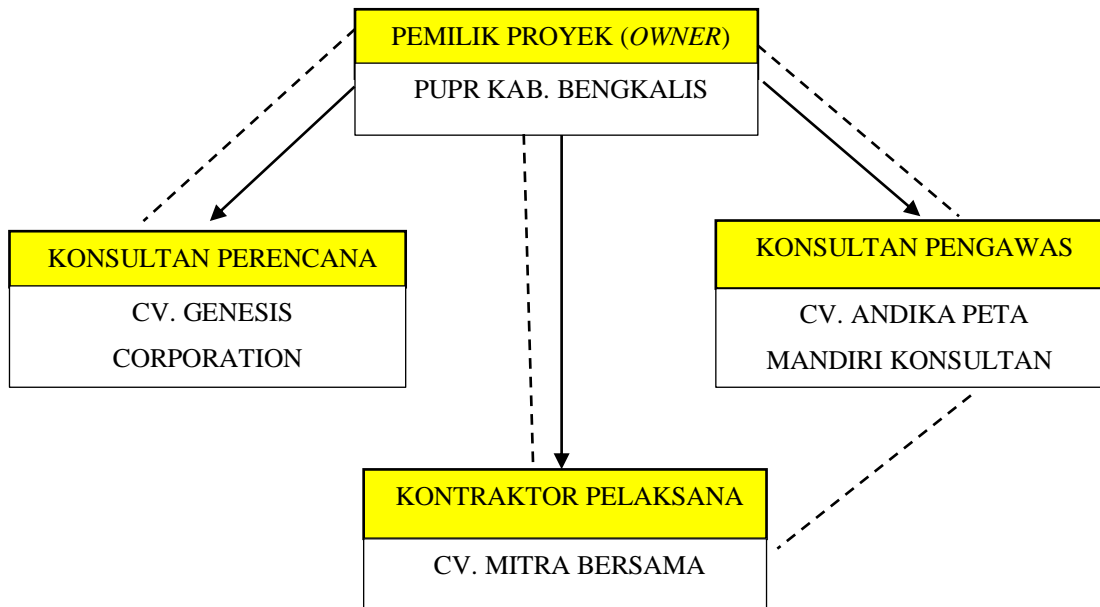 PEMILIK PROYEK (OWNER)
PUPR KAB. BENGKALIS
KONSULTAN PERENCANA
CV. GENESIS
CORPORATION
KONSULTAN PENGAWAS
CV. ANDIKA PETA
MANDIRI KONSULTAN
KONTRAKTOR PELAKSANA
CV. MITRA BERSAMA